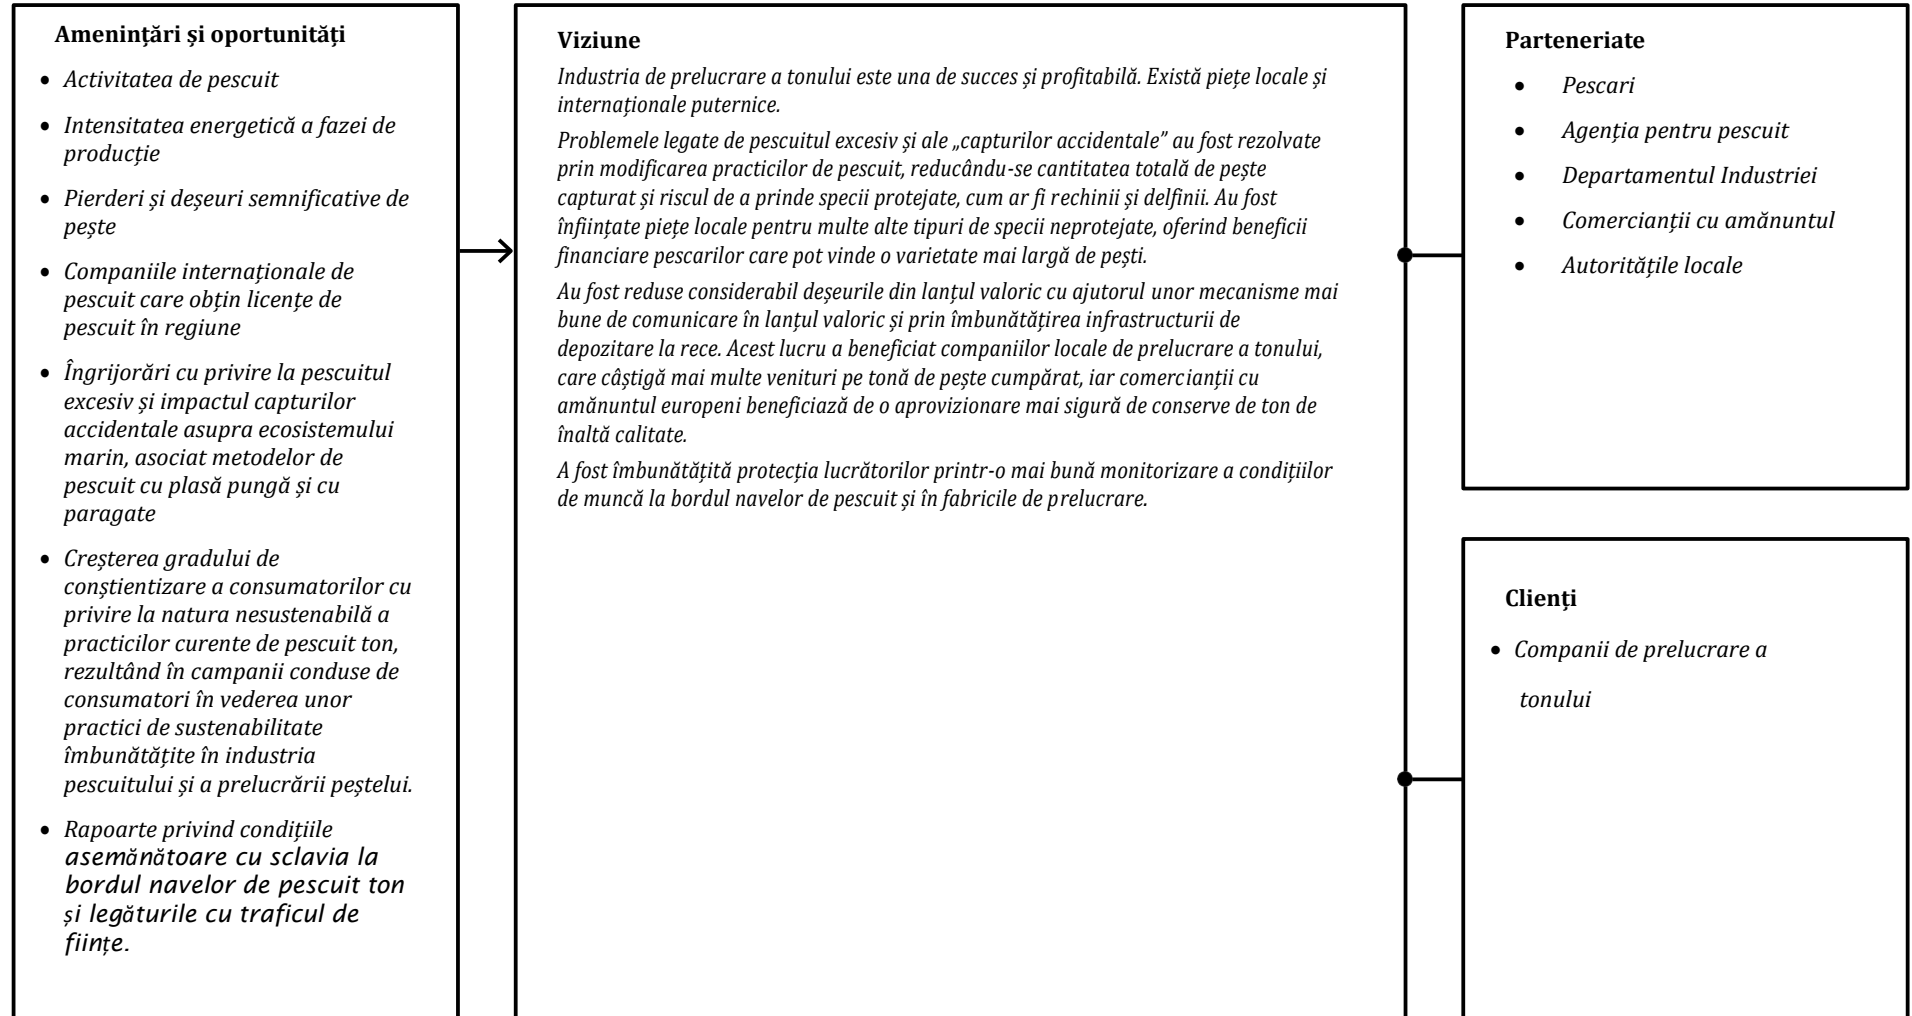 Amenințări și oportunități
• Activitatea de pescuit
• Intensitatea energetică a fazei de
producție
• Pierderi și deșeuri semnificative de
pește
• Companiile internaționale de
pescuit care obțin licențe de
pescuit în regiune
• Îngrijorări cu privire la pescuitul
excesiv și impactul capturilor
accidentale asupra ecosistemului
marin, asociat metodelor de
pescuit cu plasă pungă și cu
paragate
• Creșterea gradului de
conștientizare a consumatorilor cu
privire la natura nesustenabilă a
practicilor curente de pescuit ton,
rezultând în campanii conduse de
consumatori în vederea unor
practici de sustenabilitate
îmbunătățite în industria
pescuitului și a prelucrării peștelui.
• Rapoarte privind condițiile
asemănătoare cu sclavia la
bordul navelor de pescuit ton
și legăturile cu traficul de
ființe.
Viziune
Industria de prelucrare a tonului este una de succes și profitabilă. Există piețe locale și
internaționale puternice.
Problemele legate de pescuitul excesiv și ale „capturilor accidentale” au fost rezolvate
prin modificarea practicilor de pescuit, reducându-se cantitatea totală de pește
capturat și riscul de a prinde specii protejate, cum ar fi rechinii și delfinii. Au fost
înființate piețe locale pentru multe alte tipuri de specii neprotejate, oferind beneficii
financiare pescarilor care pot vinde o varietate mai largă de pești.
Au fost reduse considerabil deșeurile din lanțul valoric cu ajutorul unor mecanisme mai
bune de comunicare în lanțul valoric și prin îmbunătățirea infrastructurii de
depozitare la rece. Acest lucru a beneficiat companiilor locale de prelucrare a tonului,
care câștigă mai multe venituri pe tonă de pește cumpărat, iar comercianții cu
amănuntul europeni beneficiază de o aprovizionare mai sigură de conserve de ton de
înaltă calitate.
A fost îmbunătățită protecția lucrătorilor printr-o mai bună monitorizare a condițiilor
de muncă la bordul navelor de pescuit și în fabricile de prelucrare.
Parteneriate
• Pescari
• Agenția pentru pescuit
• Departamentul Industriei
• Comercianții cu amănuntul
• Autoritățile locale
Clienți
• Companii de prelucrare a
tonului